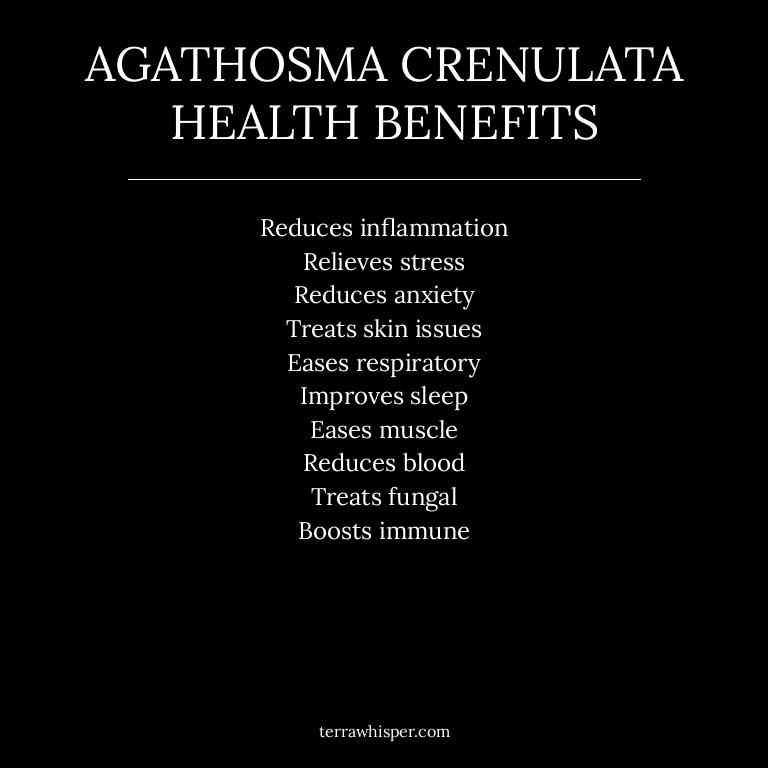 AGATHOSMA CRENULATA
HEALTH BENEFITS
Reduces inflammation
Relieves stress
Reduces anxiety
Treats skin issues
Eases respiratory
Improves sleep
Eases muscle
Reduces blood
Treats fungal
Boosts immune
terrawhisper.com